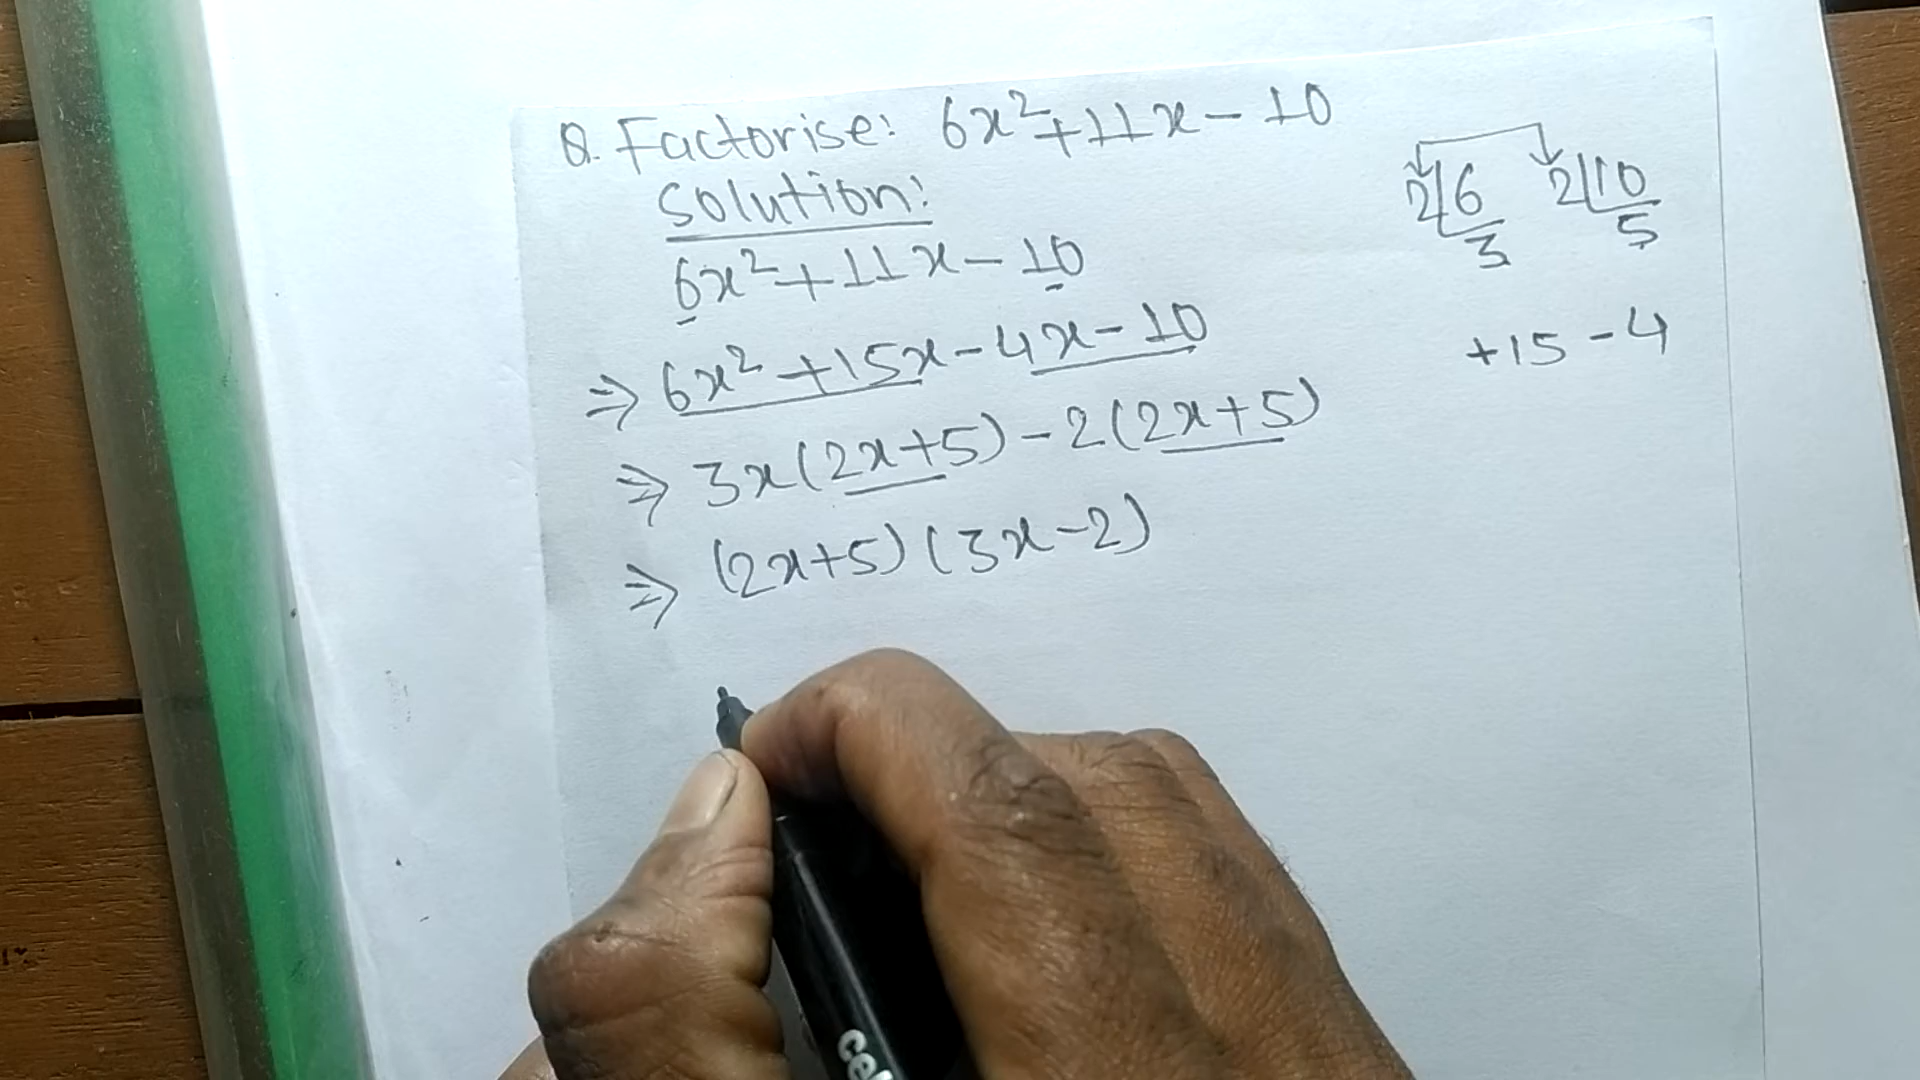 Q. Factorise: 6x²+11x-10
Solution:
6x²+11x-10
⇒ 6x²+15x-4x-10
⇒ 3x(2x+5)-2(2x+5)
⇒ (2x+5)(3x-2)
2|6 2|10
3 5
+15-4
cel